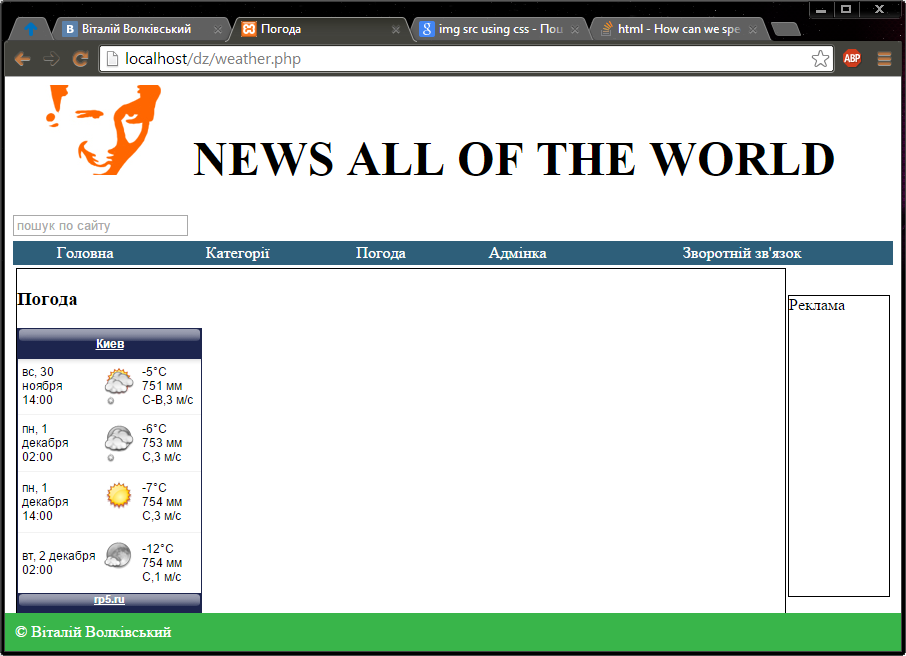 Віталій Волківський
Погода
img src using css - Пош
html - How can we spe
localhost/dz/weather.php
ABP
NEWS ALL OF THE WORLD
пошук по сайту
Головна Категорії Погода Адмінка Зворотній зв'язок
Погода
Реклама
Киев
вс, 30
ноября
14:00
-5°C
751 мм
С-В,3 м/с
пн, 1
декабря
02:00
-6°C
753 мм
С,3 м/с
пн, 1
декабря
14:00
-7°C
754 мм
С,3 м/с
вт, 2 декабря
02:00
-12°C
754 мм
С,1 м/с
rp5.ru
© Віталій Волківський